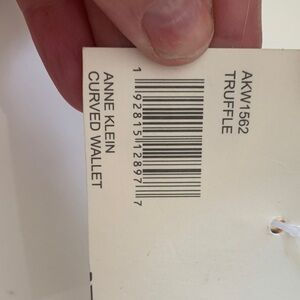 AKW1562
TRUFFLE
1 92815 12897 7
ANNE KLEIN
CURVED WALLET